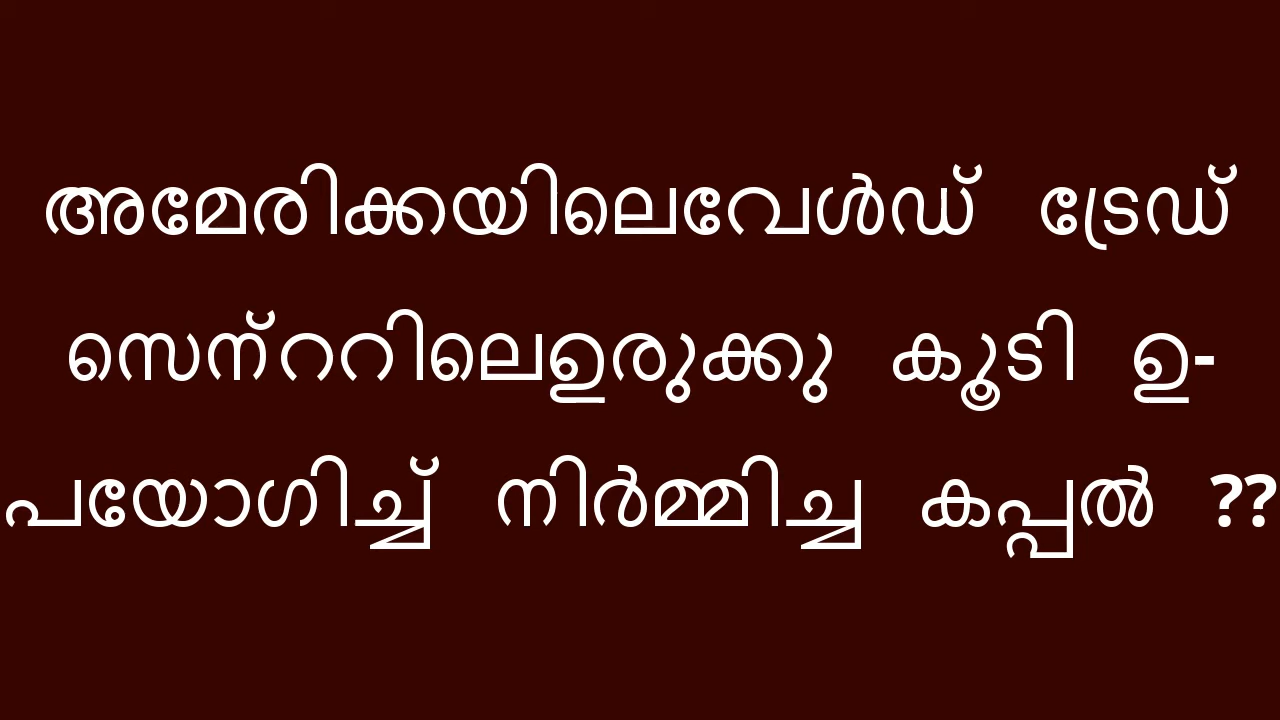 അമേരിക്കയിലെവേൾഡ് ട്രേഡ്
സെന്ററിലെഉരുക്കു കൂടി ഉ-
പയോഗിച്ച് നിർമ്മിച്ച കപ്പൽ ??